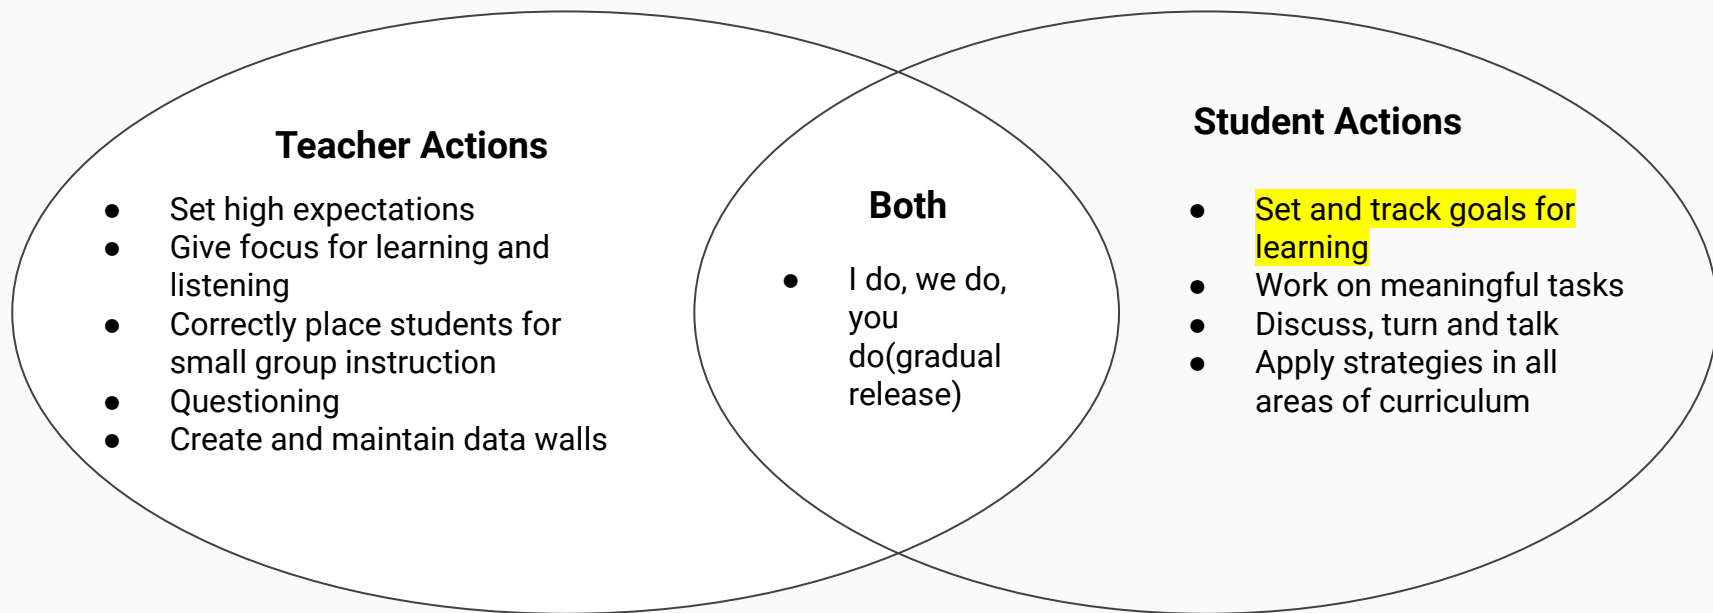 Teacher Actions
● Set high expectations
● Give focus for learning and
listening
● Correctly place students for
small group instruction
● Questioning
● Create and maintain data walls
Both
● I do, we do,
you
do(gradual
release)
Student Actions
● Set and track goals for
learning
● Work on meaningful tasks
● Discuss, turn and talk
● Apply strategies in all
areas of curriculum